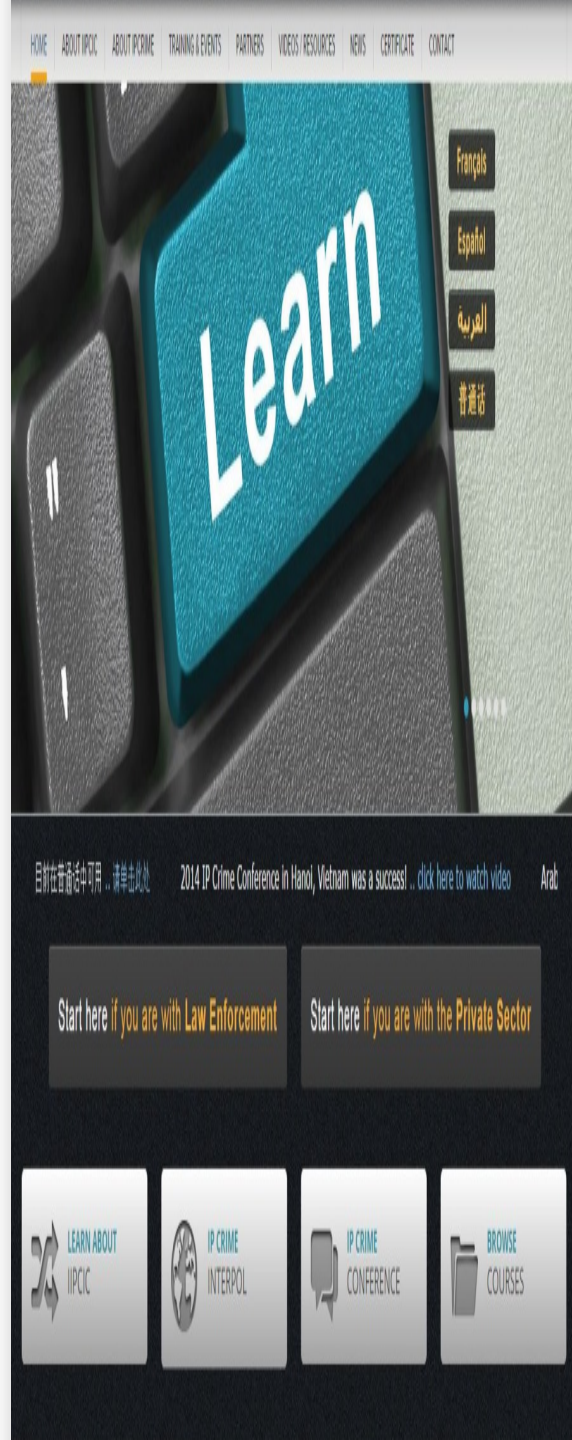 HOME ABOUT IIPCIC ABOUT IPCRIME TRAINING & EVENTS PARTNERS VIDEOS / RESOURCES NEWS CERTIFICATE CONTACT
Français
Español
العربية
普通话
Learn
"
'
目前在普通话中可用 .. 请单击此处 2014 IP Crime Conference in Hanoi, Vietnam was a success! .. click here to watch video Arab
Start here if you are with Law Enforcement
Start here if you are with the Private Sector
LEARN ABOUT
IIPCIC
IP CRIME
INTERPOL
IP CRIME
CONFERENCE
BROWSE
COURSES